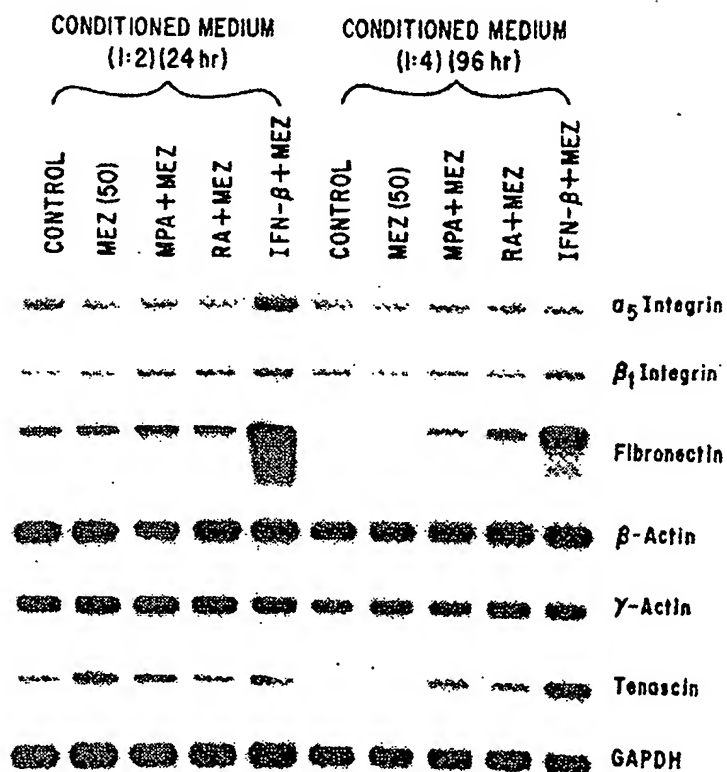 CONDITIONED MEDIUM
(1:2)(24 hr)
CONDITIONED MEDIUM
(1:4)(96 hr)
CONTROL
MEZ (50)
MPA+MEZ
RA+MEZ
IFN-β+MEZ
CONTROL
MEZ (50)
MPA+MEZ
RA+MEZ
IFN-β+MEZ
α5 Integrin
β1 Integrin
Fibronectin
β-Actin
γ-Actin
Tenascin
GAPDH